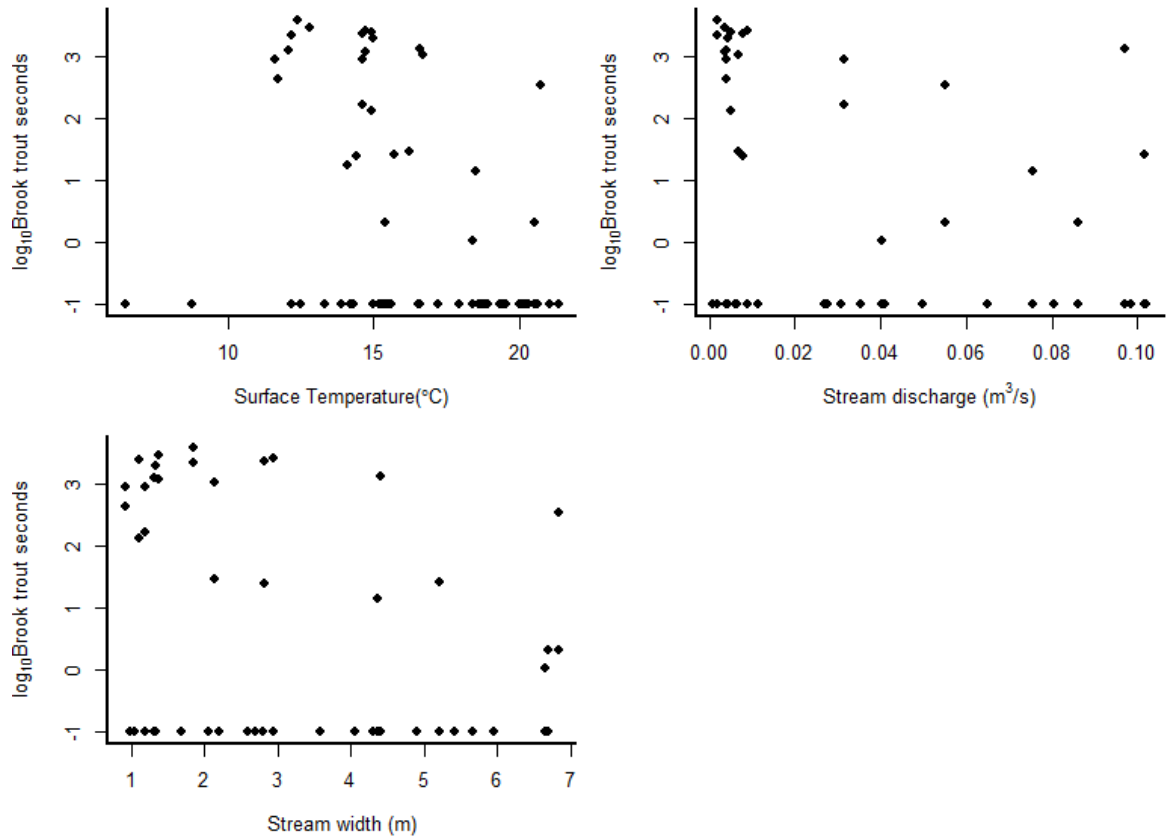 log₁₀Brook trout seconds
3
2
1
0
-1
10 15 20
Surface Temperature(°C)
log₁₀Brook trout seconds
3
2
1
0
-1
0.00 0.02 0.04 0.06 0.08 0.10
Stream discharge (m³/s)
log₁₀Brook trout seconds
3
2
1
0
-1
1 2 3 4 5 6 7
Stream width (m)